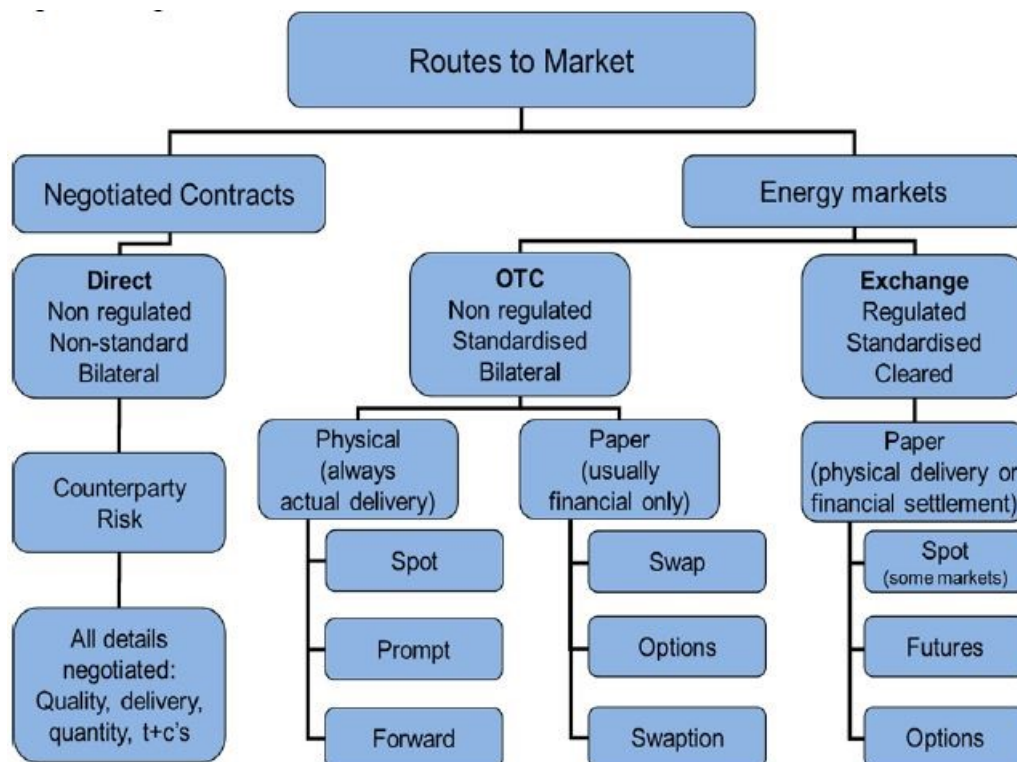 Routes to Market
Negotiated Contracts
Energy markets
Direct
Non regulated
Non-standard
Bilateral
OTC
Non regulated
Standardised
Bilateral
Exchange
Regulated
Standardised
Cleared
Counterparty
Risk
Physical
(always
actual delivery)
Paper
(usually
financial only)
Paper
(physical delivery or
financial settlement)
Spot
Swap
Spot
(some markets)
All details
negotiated:
Quality, delivery,
quantity, t+c's
Prompt
Options
Futures
Forward
Swaption
Options